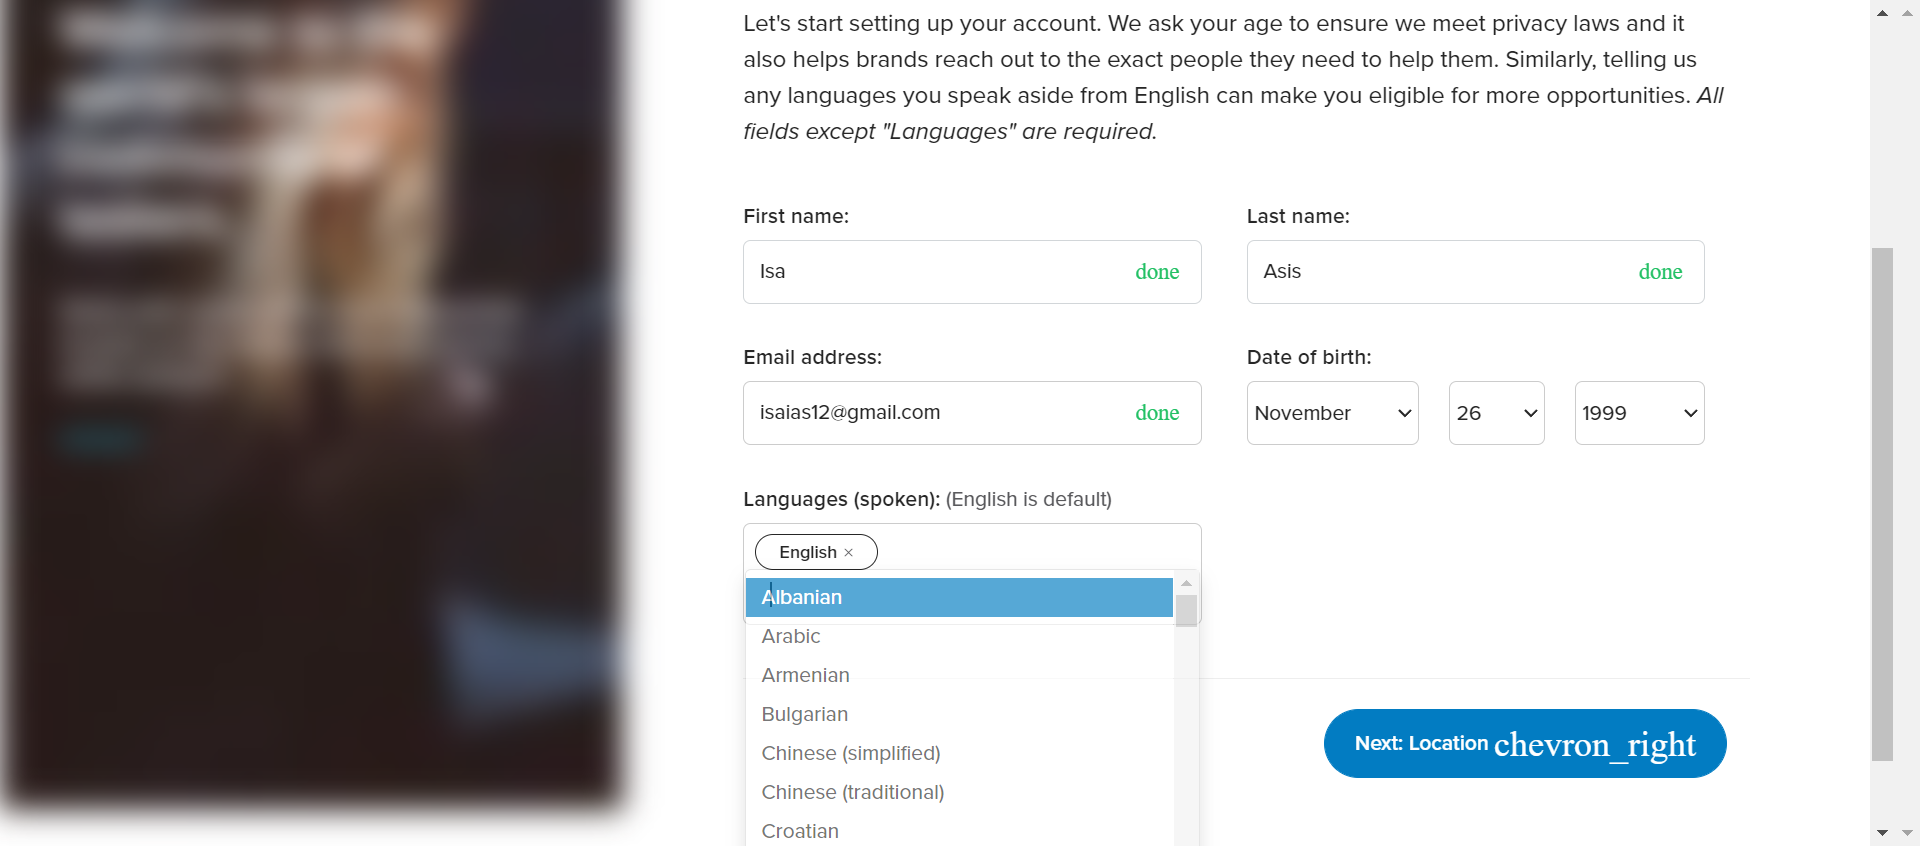 Let's start setting up your account. We ask your age to ensure we meet privacy laws and it
also helps brands reach out to the exact people they need to help them. Similarly, telling us
any languages you speak aside from English can make you eligible for more opportunities. All
fields except "Languages" are required.
First name:
Last name:
Isa done
Asis done
Email address:
Date of birth:
isaias12@gmail.com done
November 26 1999
Languages (spoken): (English is default)
English ×
Albanian
Arabic
Armenian
Bulgarian
Chinese (simplified)
Chinese (traditional)
Croatian
Next: Location chevron_right